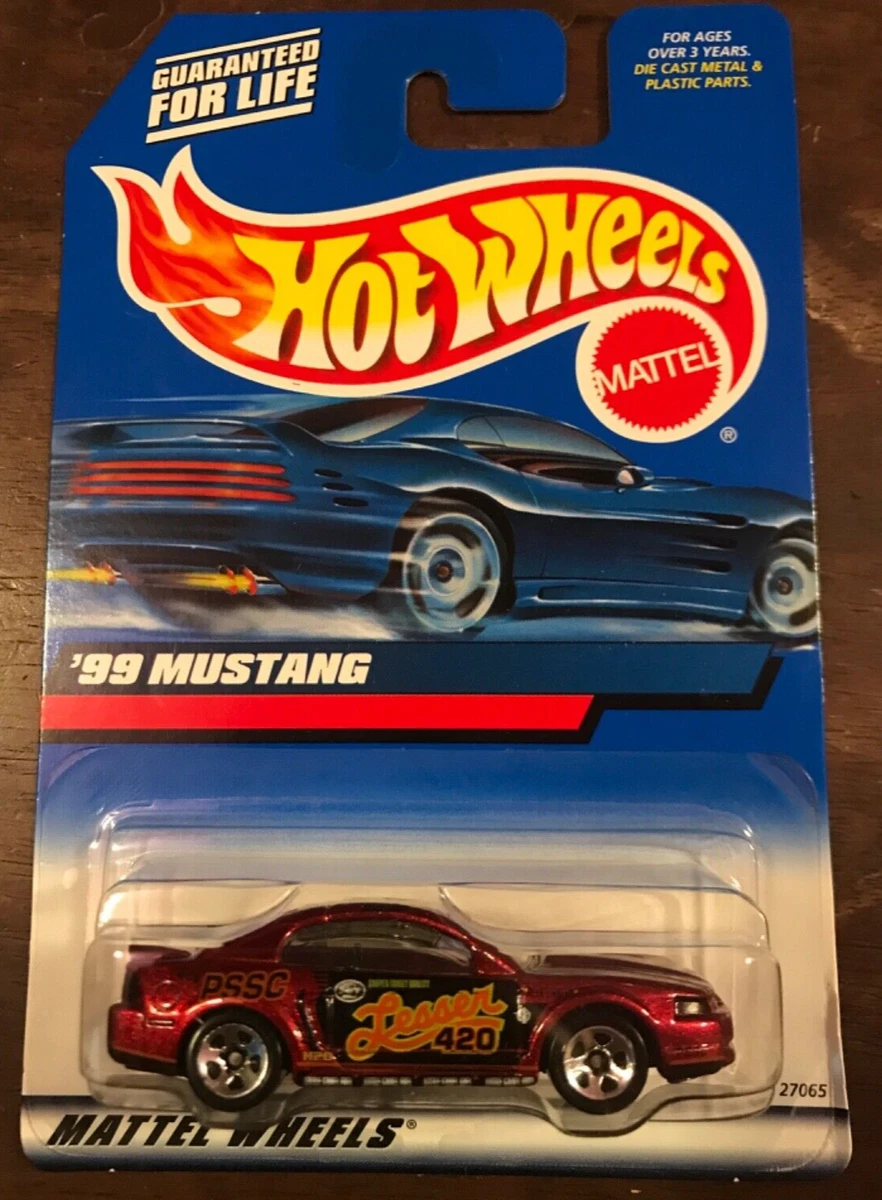 GUARANTEED
FOR LIFE
FOR AGES
OVER 3 YEARS.
DIE CAST METAL &
PLASTIC PARTS.
HOT WHEELS
MATTEL
®
'99 MUSTANG
PSSC
Lesser
420
H26
27065
MATTEL WHEELS®